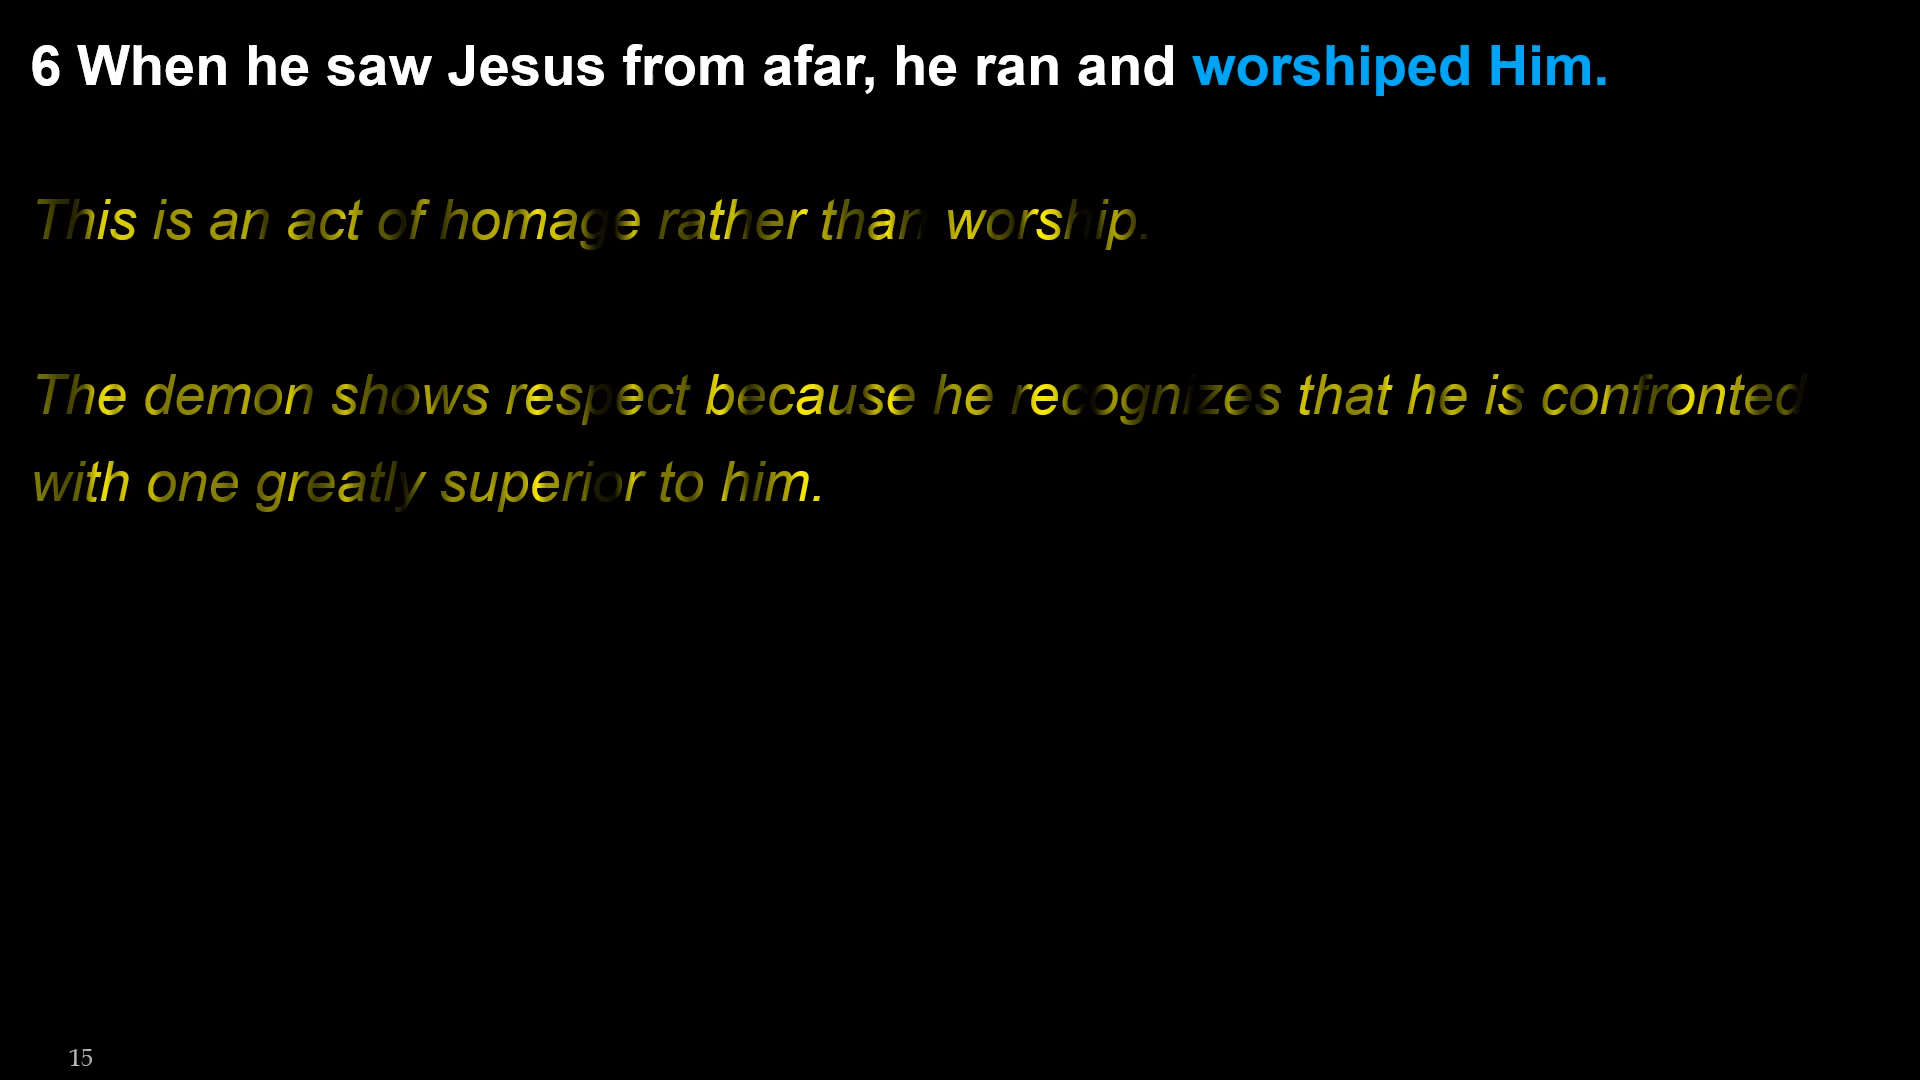 6 When he saw Jesus from afar, he ran and worshiped Him.
This is an act of homage rather than worship.
The demon shows respect because he recognizes that he is confronted
with one greatly superior to him.
15